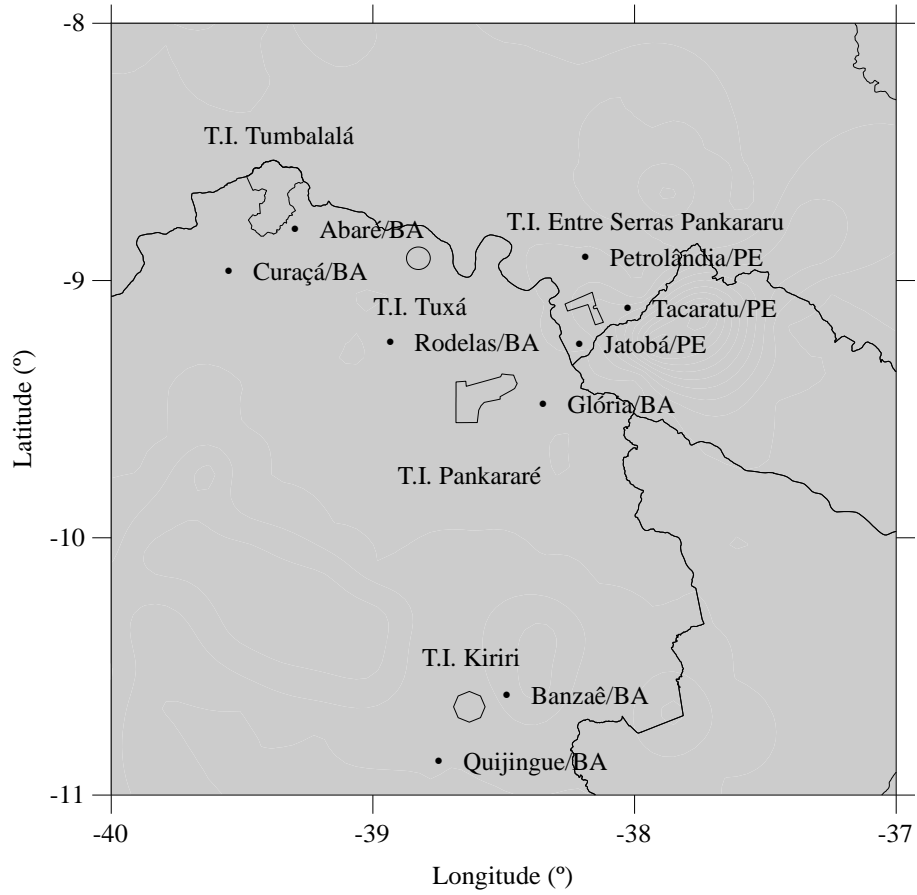 -8
T.I. Tumbalalá
T.I. Entre Serras Pankararu
Abaré/BA
Petrolândia/PE
Curaçá/BA
-9
T.I. Tuxá
Tacaratu/PE
Rodelas/BA
Jatobá/PE
Glória/BA
Latitude (º)
T.I. Pankararé
-10
T.I. Kiriri
Banzaê/BA
Quijingue/BA
-11
-40
-39
-38
-37
Longitude (º)